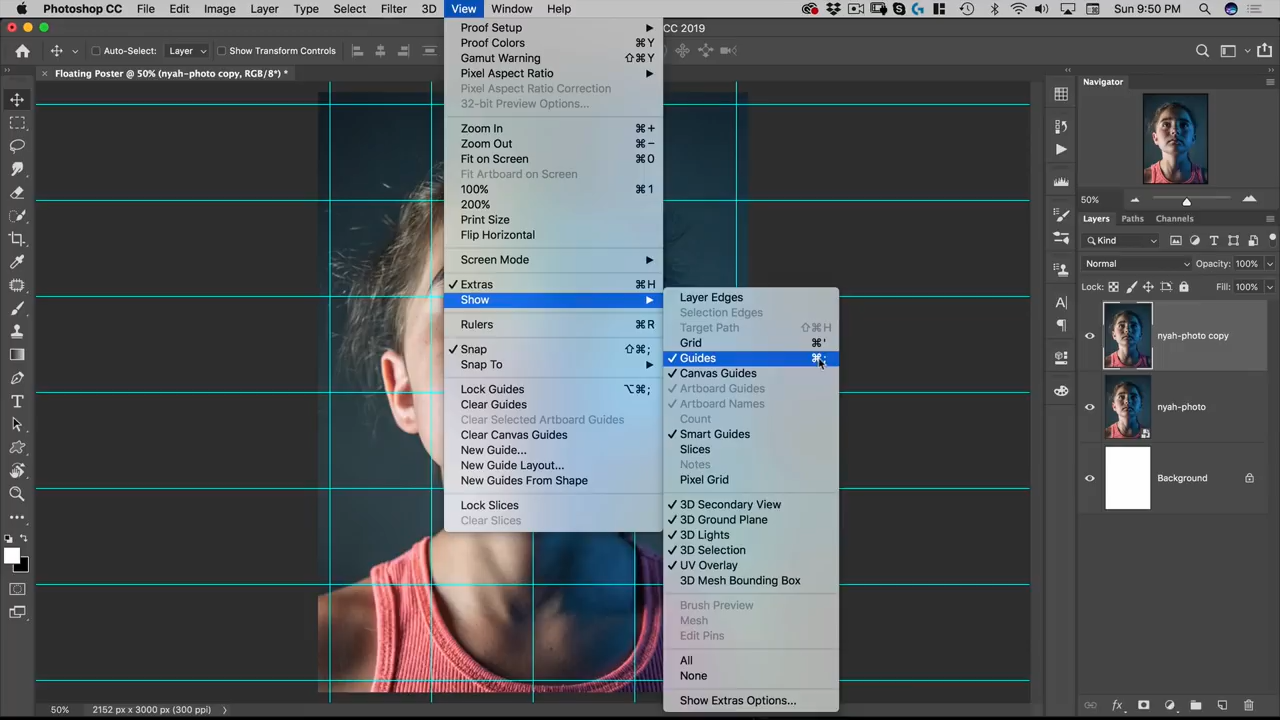 Photoshop CC File Edit Image Layer Type Select Filter 3D View Window Help Sun 9:50 PM
CC 2019
Auto-Select: Layer Show Transform Controls
× Floating Poster @ 50% (nyah-photo copy, RGB/8*) *
Proof Setup
Proof Colors ⌘Y
Gamut Warning ⇧⌘Y
Pixel Aspect Ratio
Pixel Aspect Ratio Correction
32-bit Preview Options...
Zoom In ⌘+
Zoom Out ⌘−
Fit on Screen ⌘0
Fit Artboard on Screen
100% ⌘1
200%
Print Size
Flip Horizontal
Screen Mode
✓ Extras ⌘H
Show
Rulers ⌘R
✓ Snap ⇧⌘;
Snap To
Lock Guides ⌥⌘;
Clear Guides
Clear Selected Artboard Guides
Clear Canvas Guides
New Guide...
New Guide Layout...
New Guides From Shape
Lock Slices
Clear Slices
Layer Edges
Selection Edges
Target Path ⇧⌘H
Grid ⌘'
✓ Guides ⌘;
✓ Canvas Guides
✓ Artboard Guides
✓ Artboard Names
Count
✓ Smart Guides
Slices
Notes
Pixel Grid
✓ 3D Secondary View
✓ 3D Ground Plane
✓ 3D Lights
✓ 3D Selection
✓ UV Overlay
3D Mesh Bounding Box
Brush Preview
Mesh
Edit Pins
All
None
Show Extras Options...
Navigator
50%
Layers Paths Channels
Kind
Normal Opacity: 100%
Lock: Fill: 100%
nyah-photo copy
nyah-photo
Background
fx
50% 2152 px x 3000 px (300 ppi)